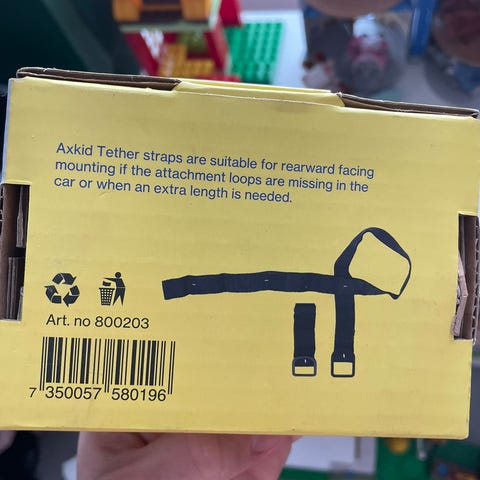 Axkid Tether straps are suitable for rearward facing
mounting if the attachment loops are missing in the
car or when an extra length is needed.
Art. no 800203
7 350057 580196